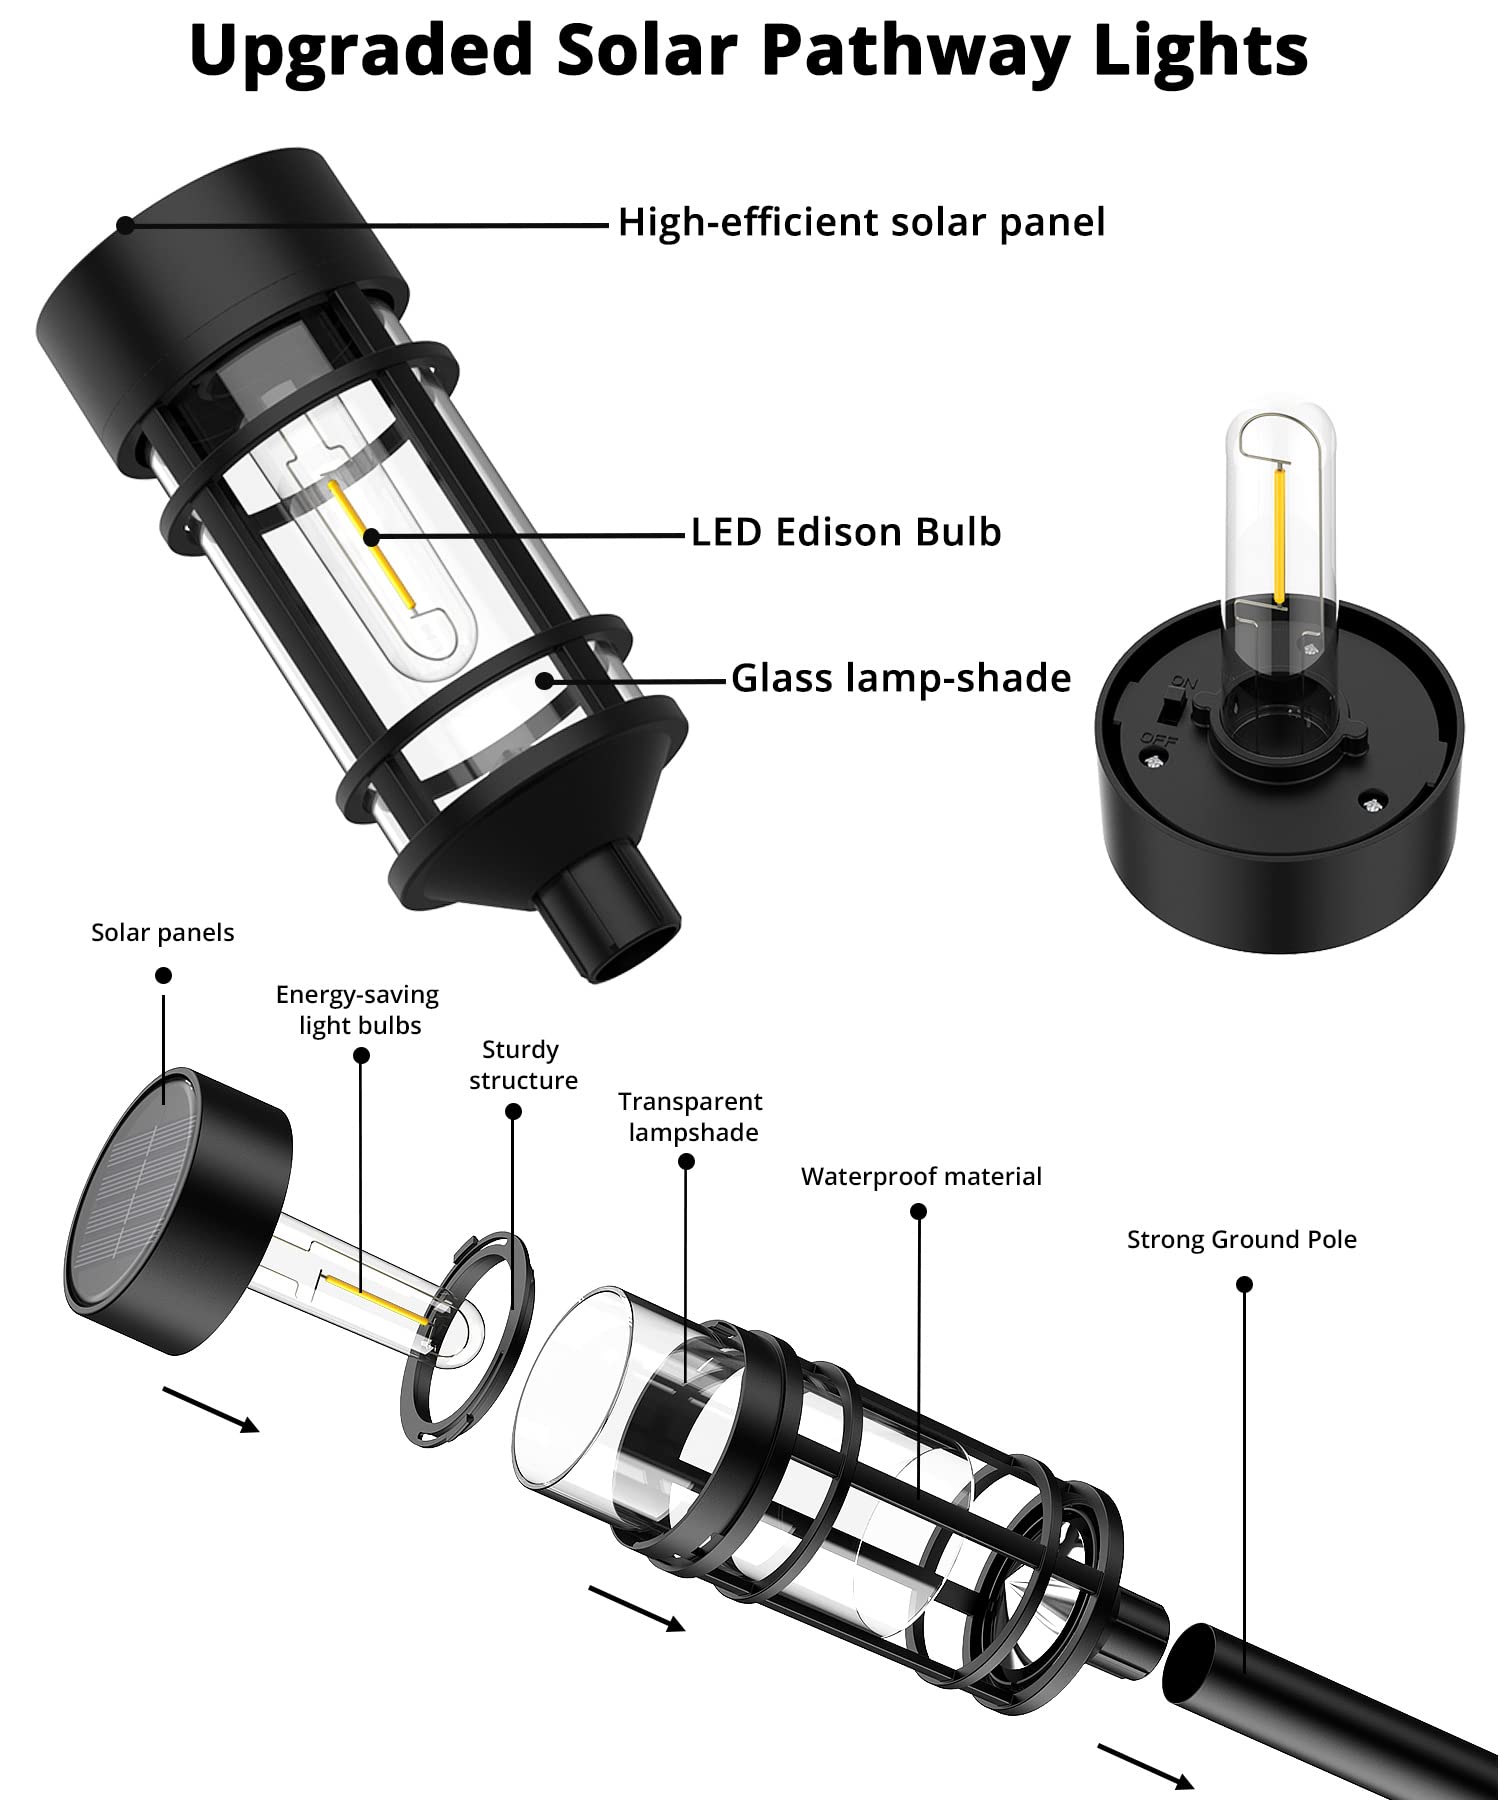 Upgraded Solar Pathway Lights
High-efficient solar panel
LED Edison Bulb
Glass lamp-shade
ON
OFF
Solar panels
Energy-saving
light bulbs
Sturdy
structure
Transparent
lampshade
Waterproof material
Strong Ground Pole